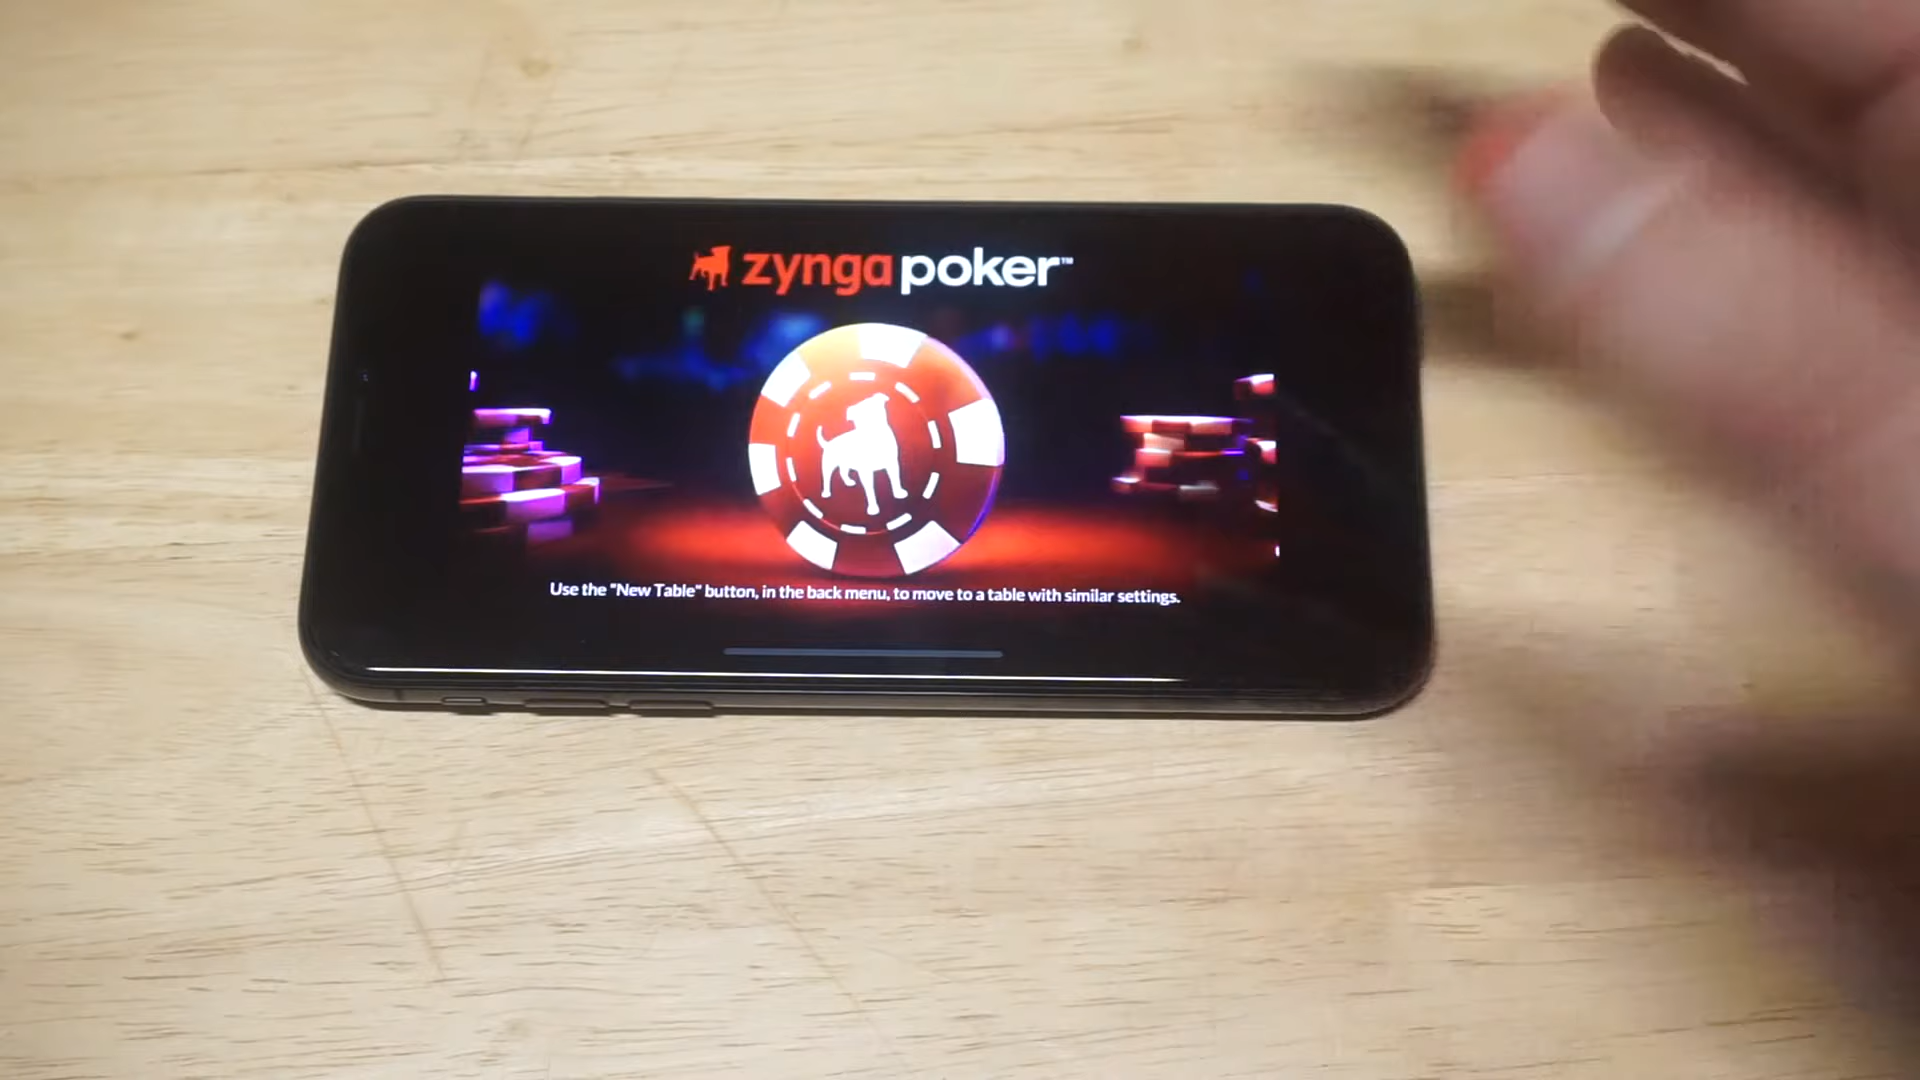 zynga poker™
Use the "New Table" button, in the back menu, to move to a table with similar settings.